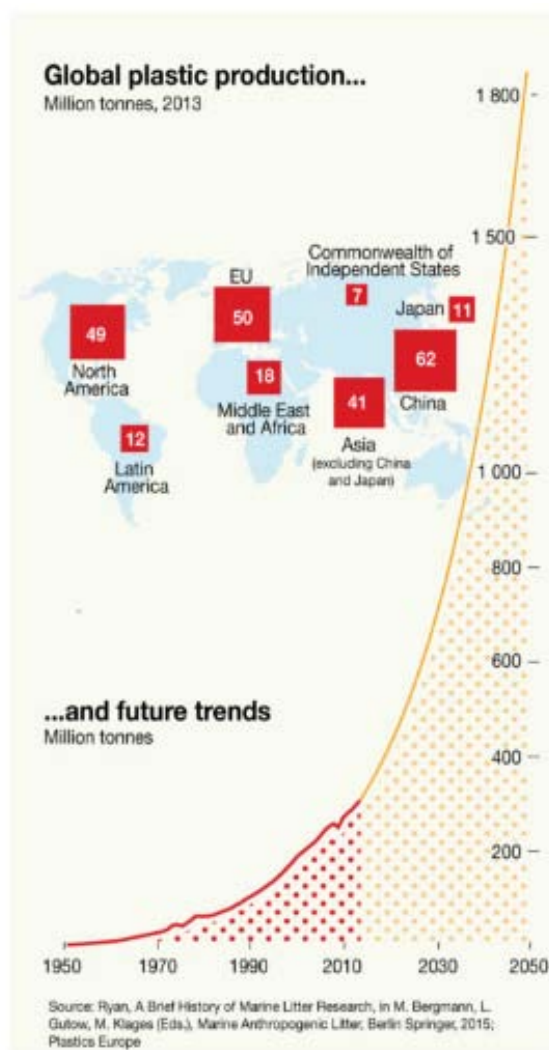 Global plastic production...
Million tonnes, 2013
1 800
1 500
Commonwealth of
Independent States
7
EU
50
Japan
11
49
North
America
18
Middle East
and Africa
62
China
41
Asia
(excluding China
and Japan)
12
Latin
America
1 000
800
600
...and future trends
Million tonnes
400
200
1950
1970
1990
2010
2030
2050
Source: Ryan, A Brief History of Marine Litter Research, in M. Bergmann, L.
Gutow, M. Klages (Eds.), Marine Anthropogenic Litter, Berlin Springer, 2015;
Plastics Europe